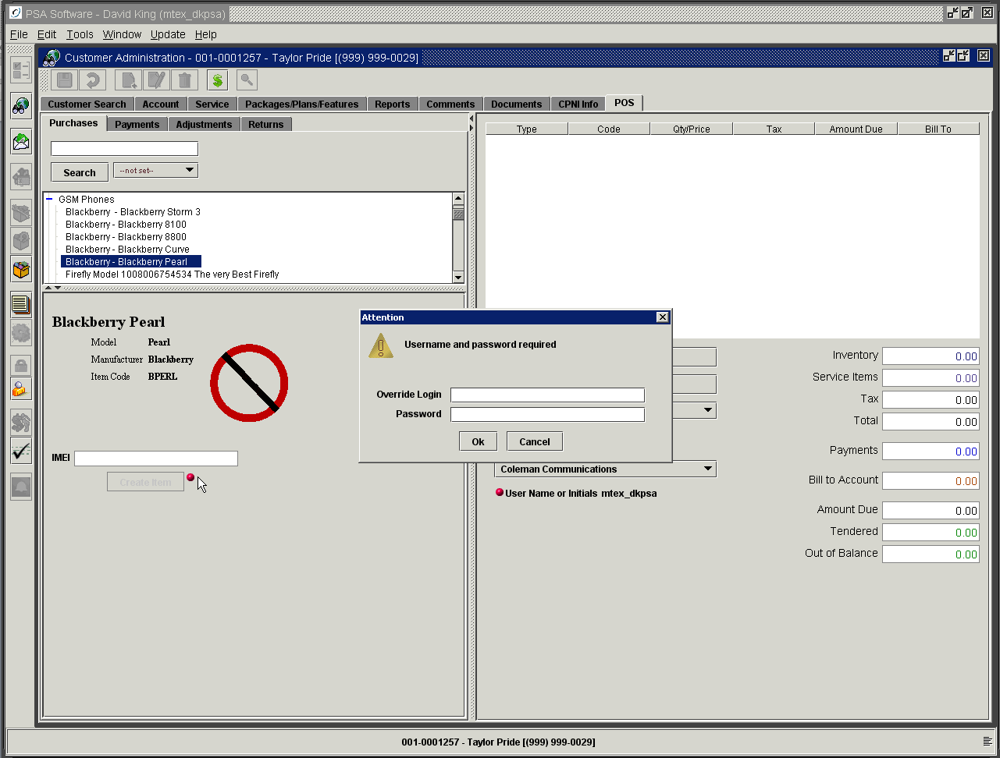 PSA Software - David King (mtex_dkpsa)
File Edit Tools Window Update Help
Customer Administration - 001-0001257 - Taylor Pride [(999) 999-0029]
$
Customer Search Account Service Packages/Plans/Features Reports Comments Documents CPNI Info POS
Purchases Payments Adjustments Returns
Search --not set--
GSM Phones
Blackberry - Blackberry Storm 3
Blackberry - Blackberry 8100
Blackberry - Blackberry 8800
Blackberry - Blackberry Curve
Blackberry - Blackberry Pearl
Firefly Model 1008006754534 The very Best Firefly
Blackberry Pearl
Model Pearl
Manufacturer Blackberry
Item Code BPERL
IMEI
Create Item
Type Code Qty/Price Tax Amount Due Bill To
Attention
Username and password required
Override Login
Password
Ok Cancel
Coleman Communications
User Name or Initials mtex_dkpsa
Inventory 0.00
Service Items 0.00
Tax 0.00
Total 0.00
Payments 0.00
Bill to Account 0.00
Amount Due 0.00
Tendered 0.00
Out of Balance 0.00
001-0001257 - Taylor Pride [(999) 999-0029]